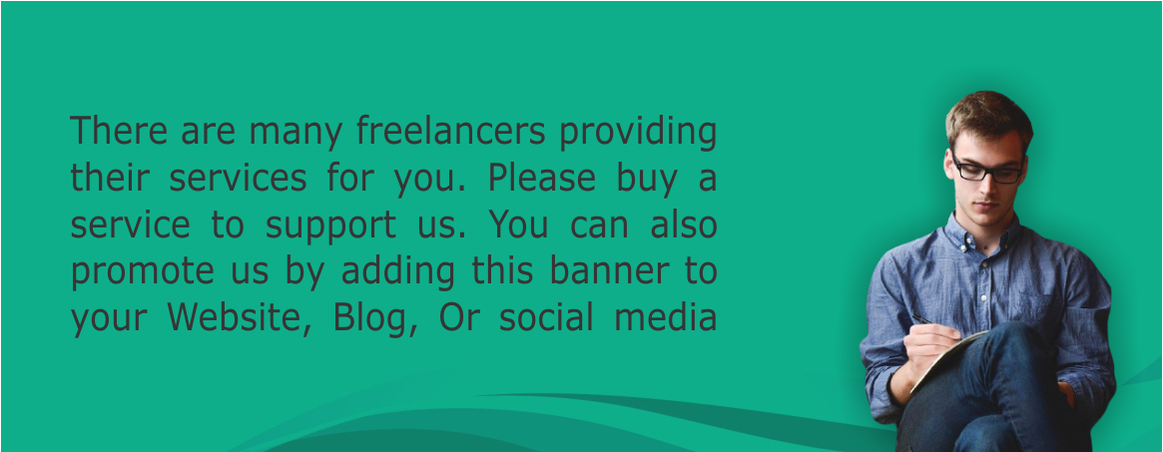 There are many freelancers providing
their services for you. Please buy a
service to support us. You can also
promote us by adding this banner to
your Website, Blog, Or social media